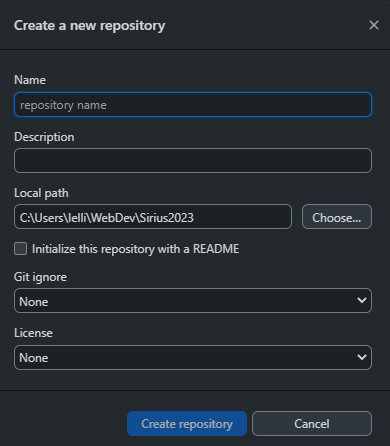 Create a new repository
Name
repository name
Description
Local path
C:\Users\lelli\WebDev\Sirius2023
Choose...
Initialize this repository with a README
Git ignore
None
License
None
Create repository
Cancel